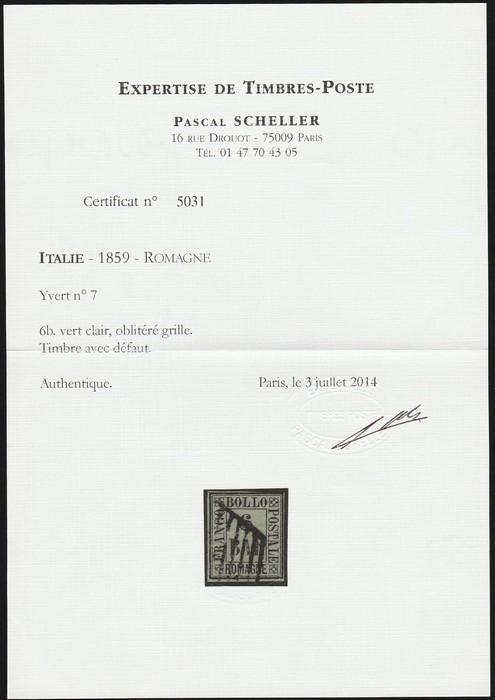 EXPERTISE DE TIMBRES-POSTE
PASCAL SCHELLER
16 RUE DROUOT - 75009 PARIS
TÉL. 01 47 70 43 05
Certificat n° 5031
ITALIE - 1859 - ROMAGNE
Yvert n° 7
6b. vert clair, oblitéré grille.
Timbre avec défaut.
Authentique. Paris, le 3 juillet 2014
BOLLO
FRANCO
POSTALE
6
BAJ
ROMAGNE